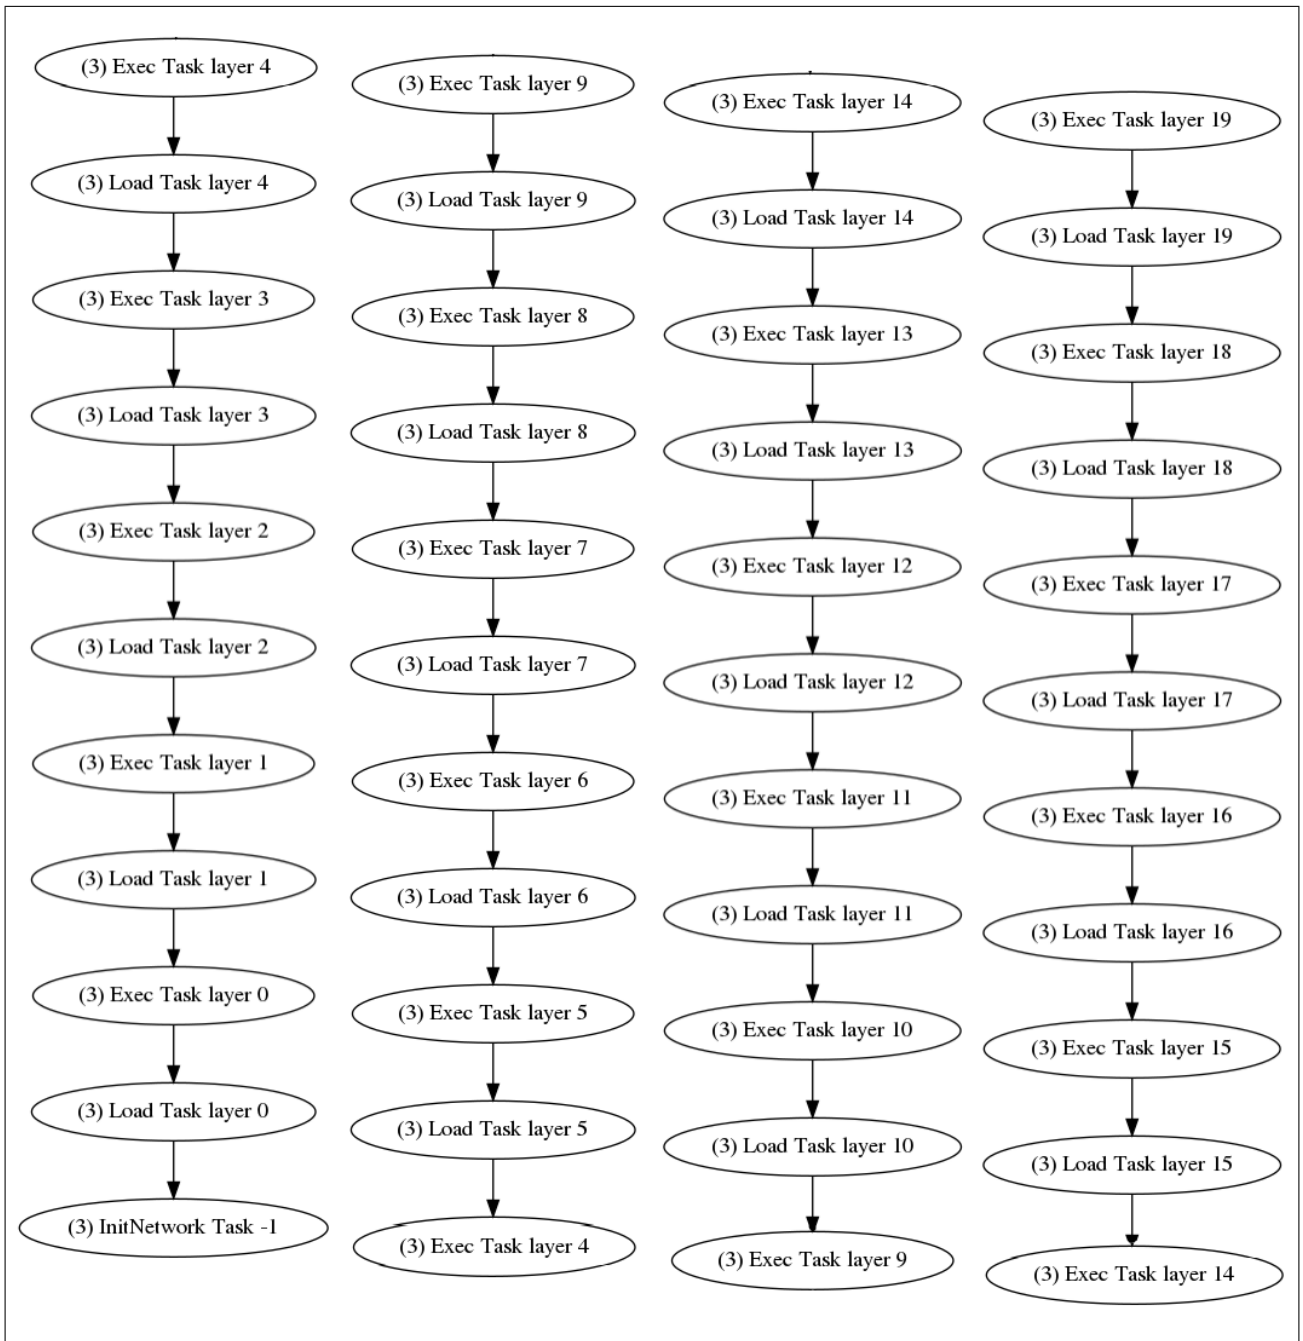 (3) Exec Task layer 4
(3) Load Task layer 4
(3) Exec Task layer 3
(3) Load Task layer 3
(3) Exec Task layer 2
(3) Load Task layer 2
(3) Exec Task layer 1
(3) Load Task layer 1
(3) Exec Task layer 0
(3) Load Task layer 0
(3) InitNetwork Task -1
(3) Exec Task layer 9
(3) Load Task layer 9
(3) Exec Task layer 8
(3) Load Task layer 8
(3) Exec Task layer 7
(3) Load Task layer 7
(3) Exec Task layer 6
(3) Load Task layer 6
(3) Exec Task layer 5
(3) Load Task layer 5
(3) Exec Task layer 4
(3) Exec Task layer 14
(3) Load Task layer 14
(3) Exec Task layer 13
(3) Load Task layer 13
(3) Exec Task layer 12
(3) Load Task layer 12
(3) Exec Task layer 11
(3) Load Task layer 11
(3) Exec Task layer 10
(3) Load Task layer 10
(3) Exec Task layer 9
(3) Exec Task layer 19
(3) Load Task layer 19
(3) Exec Task layer 18
(3) Load Task layer 18
(3) Exec Task layer 17
(3) Load Task layer 17
(3) Exec Task layer 16
(3) Load Task layer 16
(3) Exec Task layer 15
(3) Load Task layer 15
(3) Exec Task layer 14